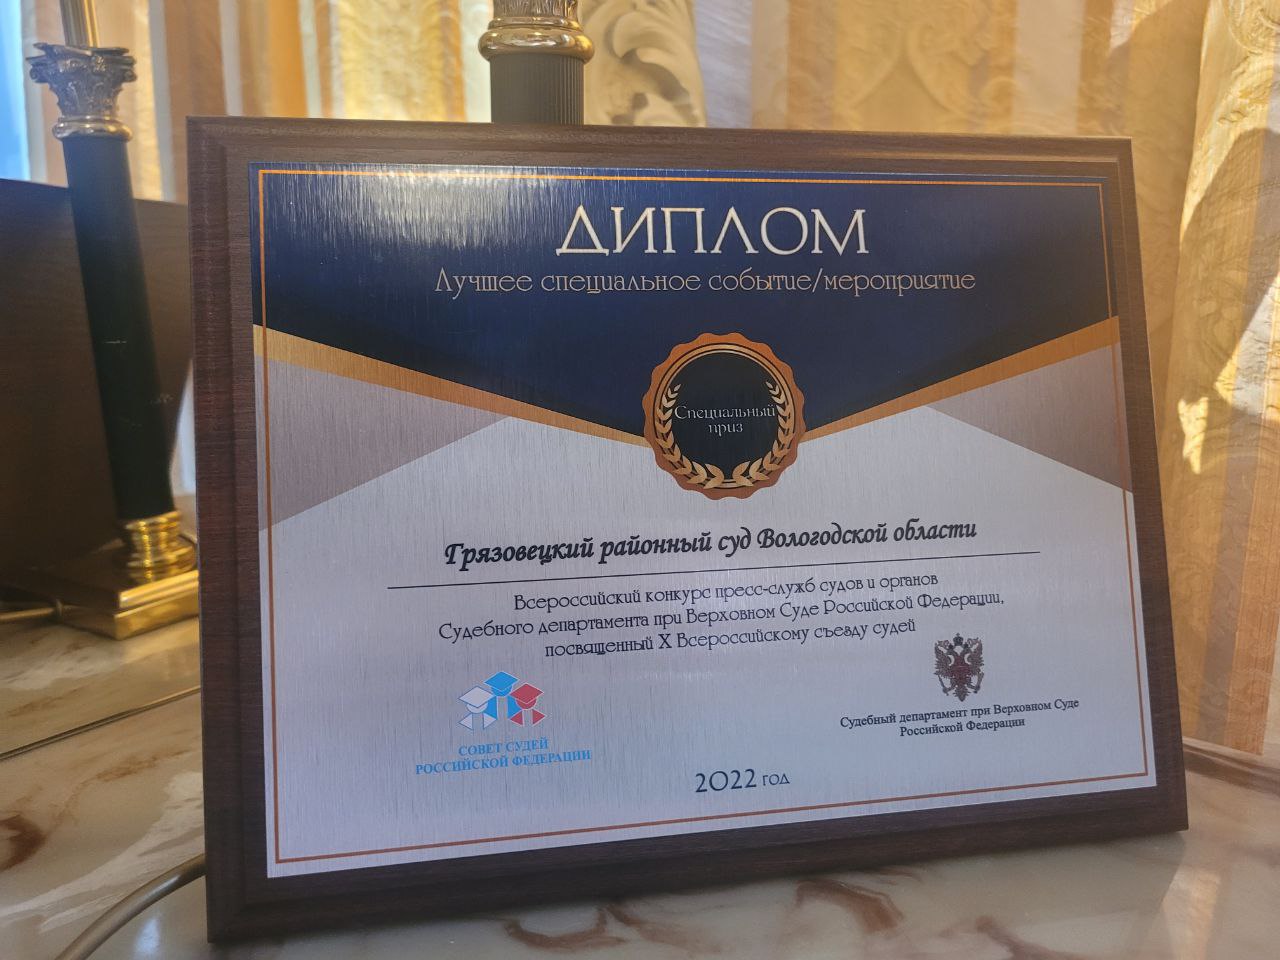 ДИПЛОМ
Лучшее специальное событие/мероприятие
Специальный
приз
Грязовецкий районный суд Вологодской области
Всероссийский конкурс пресс-служб судов и органов
Судебного департамента при Верховном Суде Российской Федерации,
посвященный X Всероссийскому съезду судей
СОВЕТ СУДЕЙ
РОССИЙСКОЙ ФЕДЕРАЦИИ
Судебный департамент при Верховном Суде
Российской Федерации
2022 год